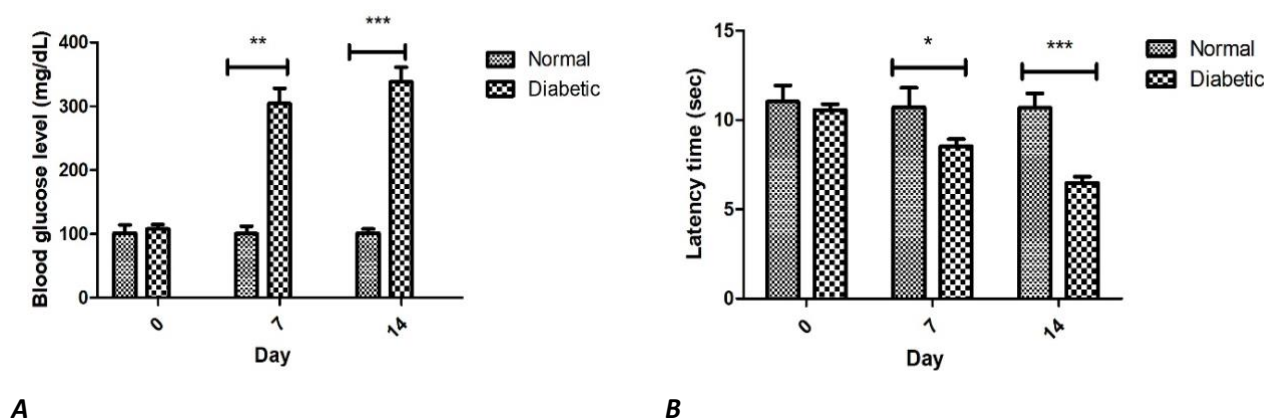 **
***
400
300
200
100
0
Blood glucose level (mg/dL)
Normal
Diabetic
0
7
14
Day
A
*
***
15
10
5
0
Latency time (sec)
Normal
Diabetic
0
7
14
Day
B